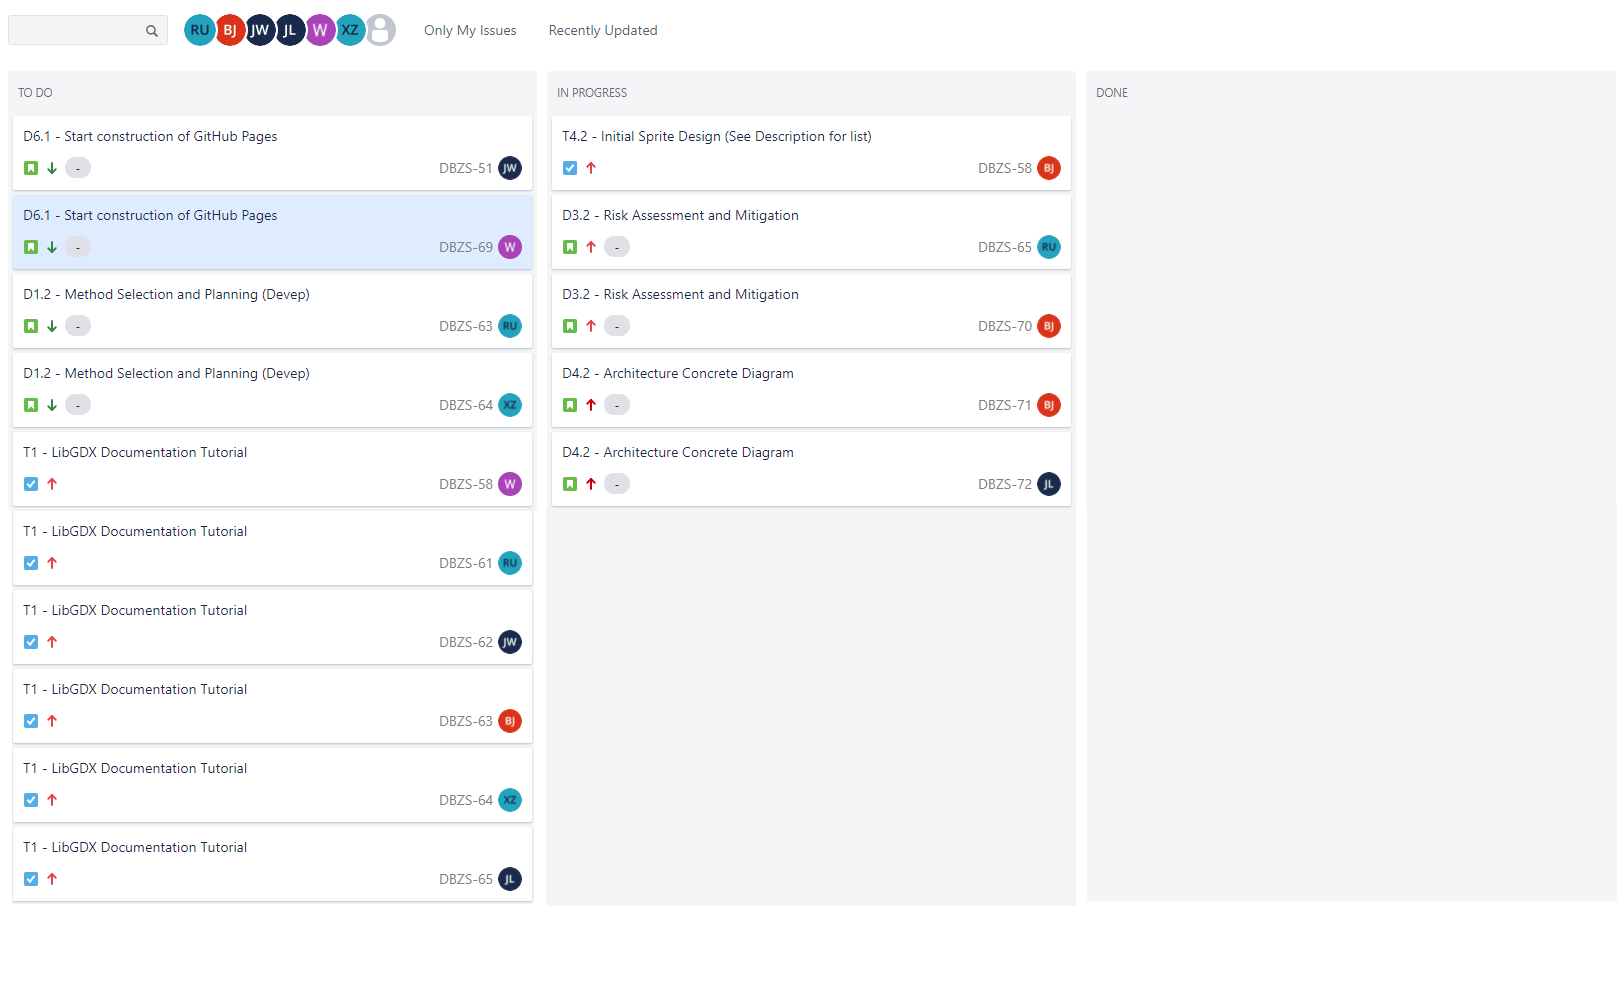 RU BJ JW JL W XZ Only My Issues Recently Updated
TO DO
D6.1 - Start construction of GitHub Pages
- DBZS-51 JW
D6.1 - Start construction of GitHub Pages
- DBZS-69 W
D1.2 - Method Selection and Planning (Devep)
- DBZS-63 RU
D1.2 - Method Selection and Planning (Devep)
- DBZS-64 XZ
T1 - LibGDX Documentation Tutorial
DBZS-58 W
T1 - LibGDX Documentation Tutorial
DBZS-61 RU
T1 - LibGDX Documentation Tutorial
DBZS-62 JW
T1 - LibGDX Documentation Tutorial
DBZS-63 BJ
T1 - LibGDX Documentation Tutorial
DBZS-64 XZ
T1 - LibGDX Documentation Tutorial
DBZS-65 JL
IN PROGRESS
T4.2 - Initial Sprite Design (See Description for list)
DBZS-58 BJ
D3.2 - Risk Assessment and Mitigation
- DBZS-65 RU
D3.2 - Risk Assessment and Mitigation
- DBZS-70 BJ
D4.2 - Architecture Concrete Diagram
- DBZS-71 BJ
D4.2 - Architecture Concrete Diagram
- DBZS-72 JL
DONE